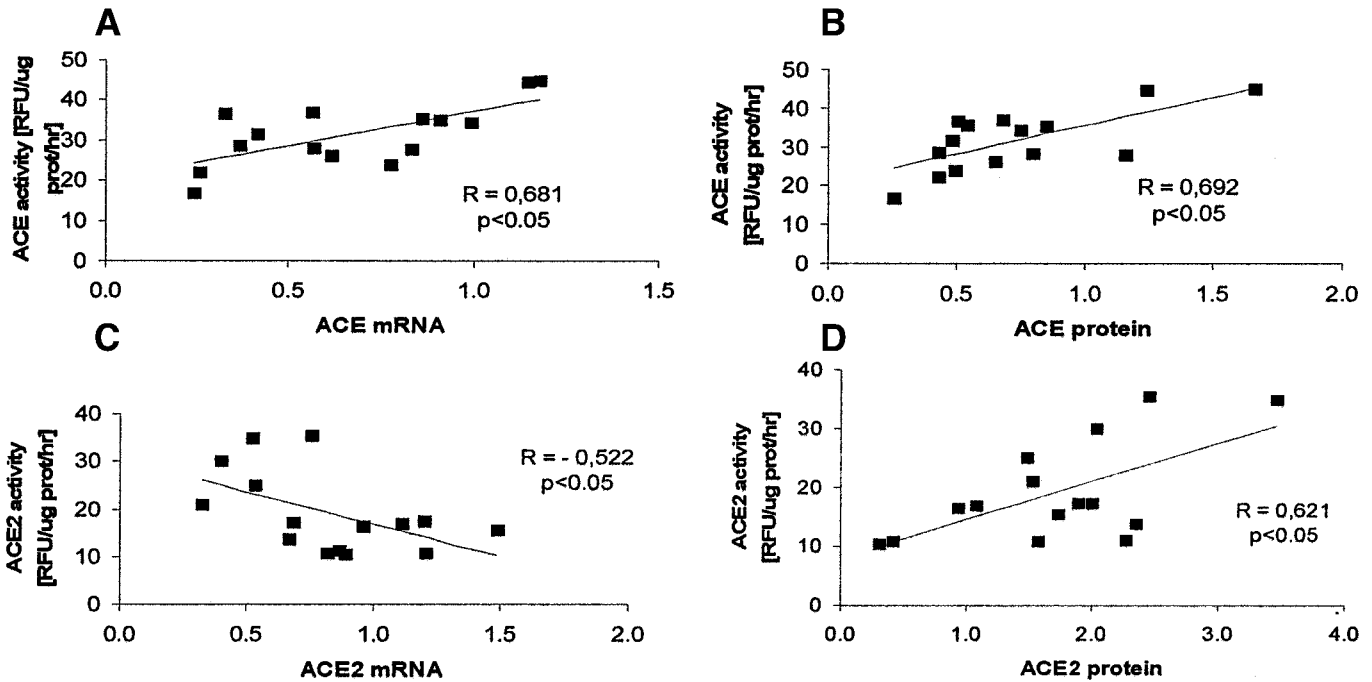 A
ACE activity [RFU/ug
prot/hr]
50
40
30
20
10
0
0.0
0.5
1.0
1.5
ACE mRNA
R = 0,681
p<0.05
B
ACE activity
[RFU/ug prot/hr]
50
40
30
20
10
0
0.0
0.5
1.0
1.5
2.0
ACE protein
R = 0,692
p<0.05
C
ACE2 activity
[RFU/ug prot/hr]
40
30
20
10
0
0.0
0.5
1.0
1.5
2.0
ACE2 mRNA
R = - 0,522
p<0.05
D
ACE2 activity
[RFU/ug prot/hr]
40
30
20
10
0
0.0
1.0
2.0
3.0
4.0
ACE2 protein
R = 0,621
p<0.05